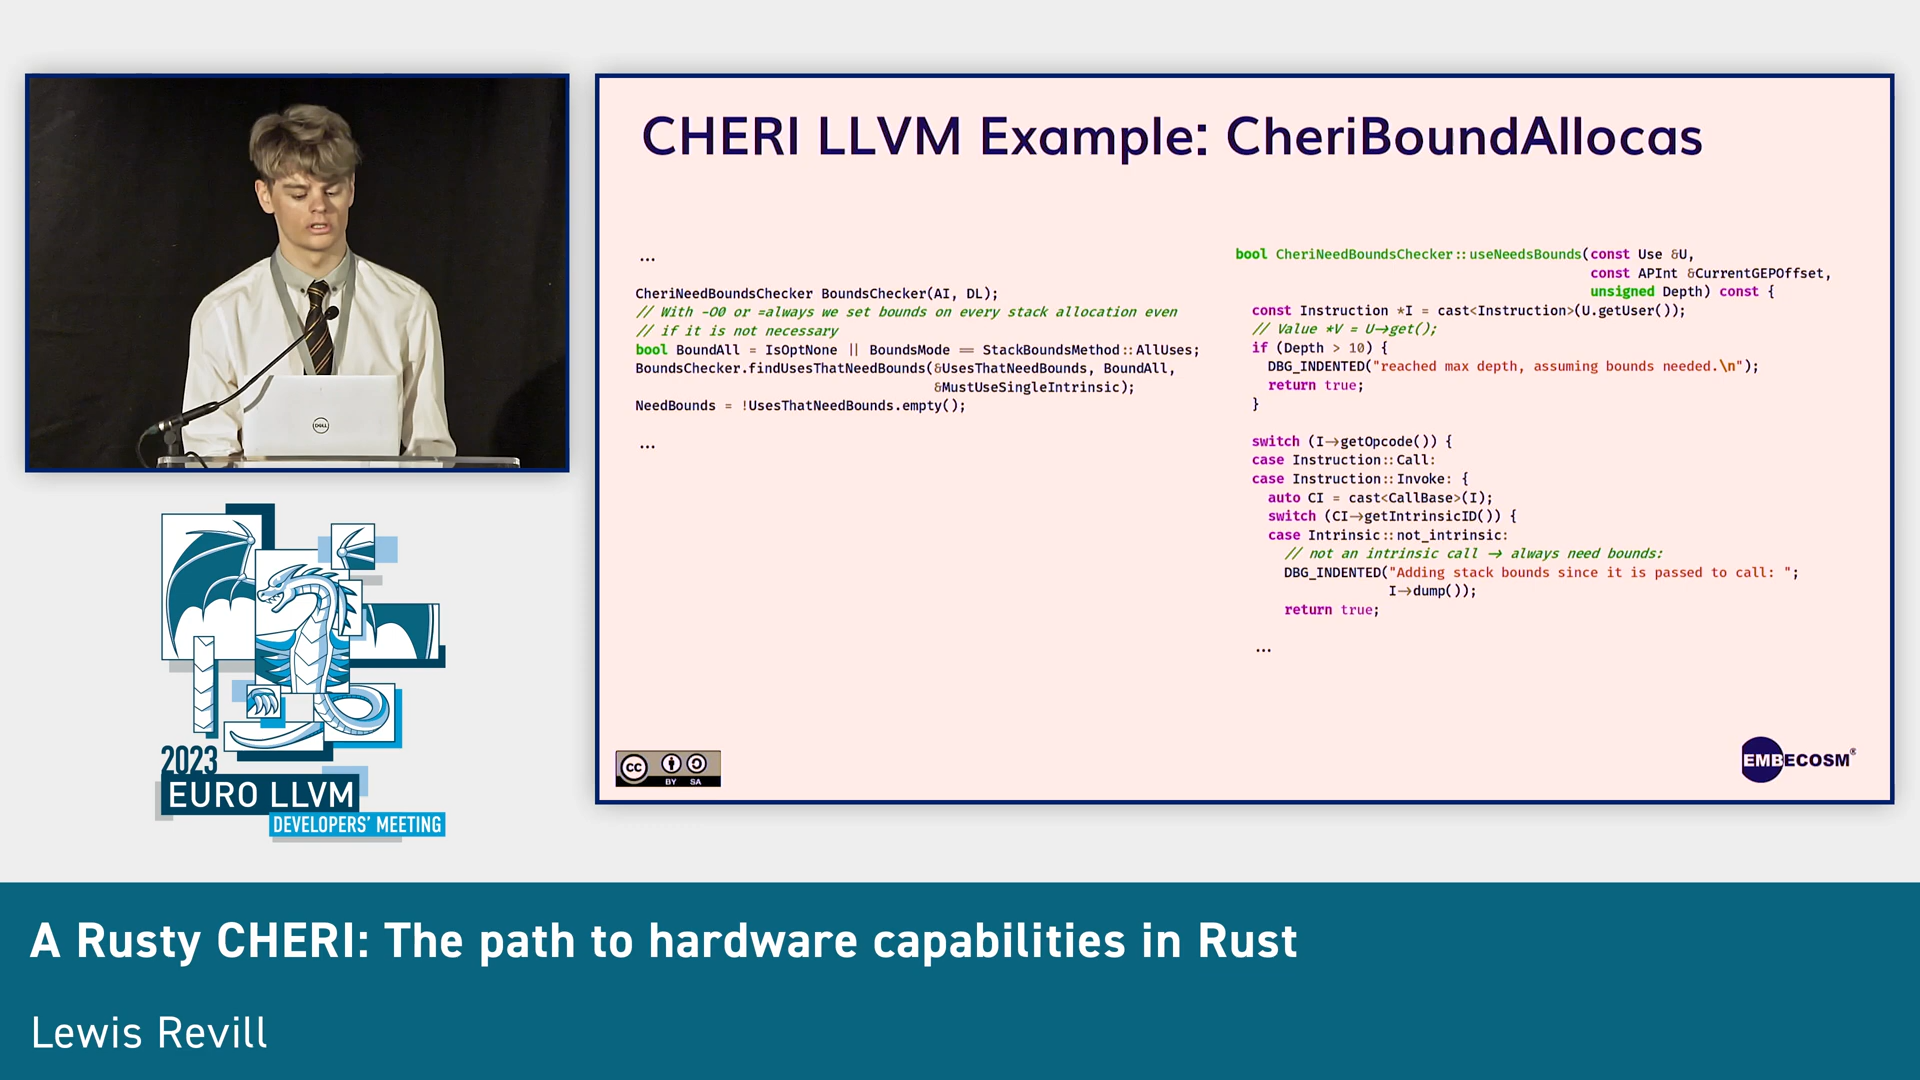 CHERI LLVM Example: CheriBoundAllocas
...
CheriNeedBoundsChecker BoundsChecker(AI, DL);
// With -O0 or =always we set bounds on every stack allocation even
// if it is not necessary
bool BoundAll = IsOptNone || BoundsMode == StackBoundsMethod::AllUses;
BoundsChecker.findUsesThatNeedBounds(&UsesThatNeedBounds, BoundAll,
&MustUseSingleIntrinsic);
NeedBounds = !UsesThatNeedBounds.empty();
...
bool CheriNeedBoundsChecker::useNeedsBounds(const Use &U,
const APInt &CurrentGEPOffset,
unsigned Depth) const {
const Instruction *I = cast<Instruction>(U.getUser());
// Value *V = U->get();
if (Depth > 10) {
DBG_INDENTED("reached max depth, assuming bounds needed.\n");
return true;
}
switch (I->getOpcode()) {
case Instruction::Call:
case Instruction::Invoke: {
auto CI = cast<CallBase>(I);
switch (CI->getIntrinsicID()) {
case Intrinsic::not_intrinsic:
// not an intrinsic call -> always need bounds:
DBG_INDENTED("Adding stack bounds since it is passed to call: ";
I->dump());
return true;
...
cc BY SA
EMBECOSM®
DELL
2023
EURO LLVM
DEVELOPERS' MEETING
A Rusty CHERI: The path to hardware capabilities in Rust
Lewis Revill